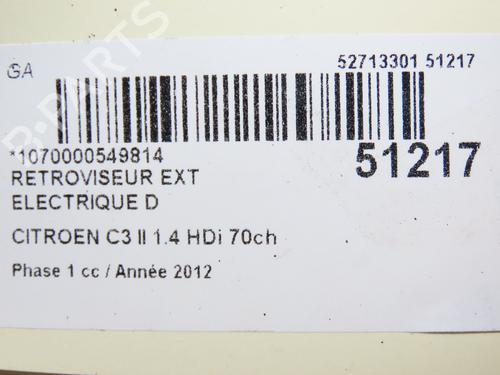 GA
52713301 51217
*1070000549814
51217
RETROVISEUR EXT
ELECTRIQUE D
CITROEN C3 II 1.4 HDi 70ch
Phase 1 cc / Année 2012
B-PARTS